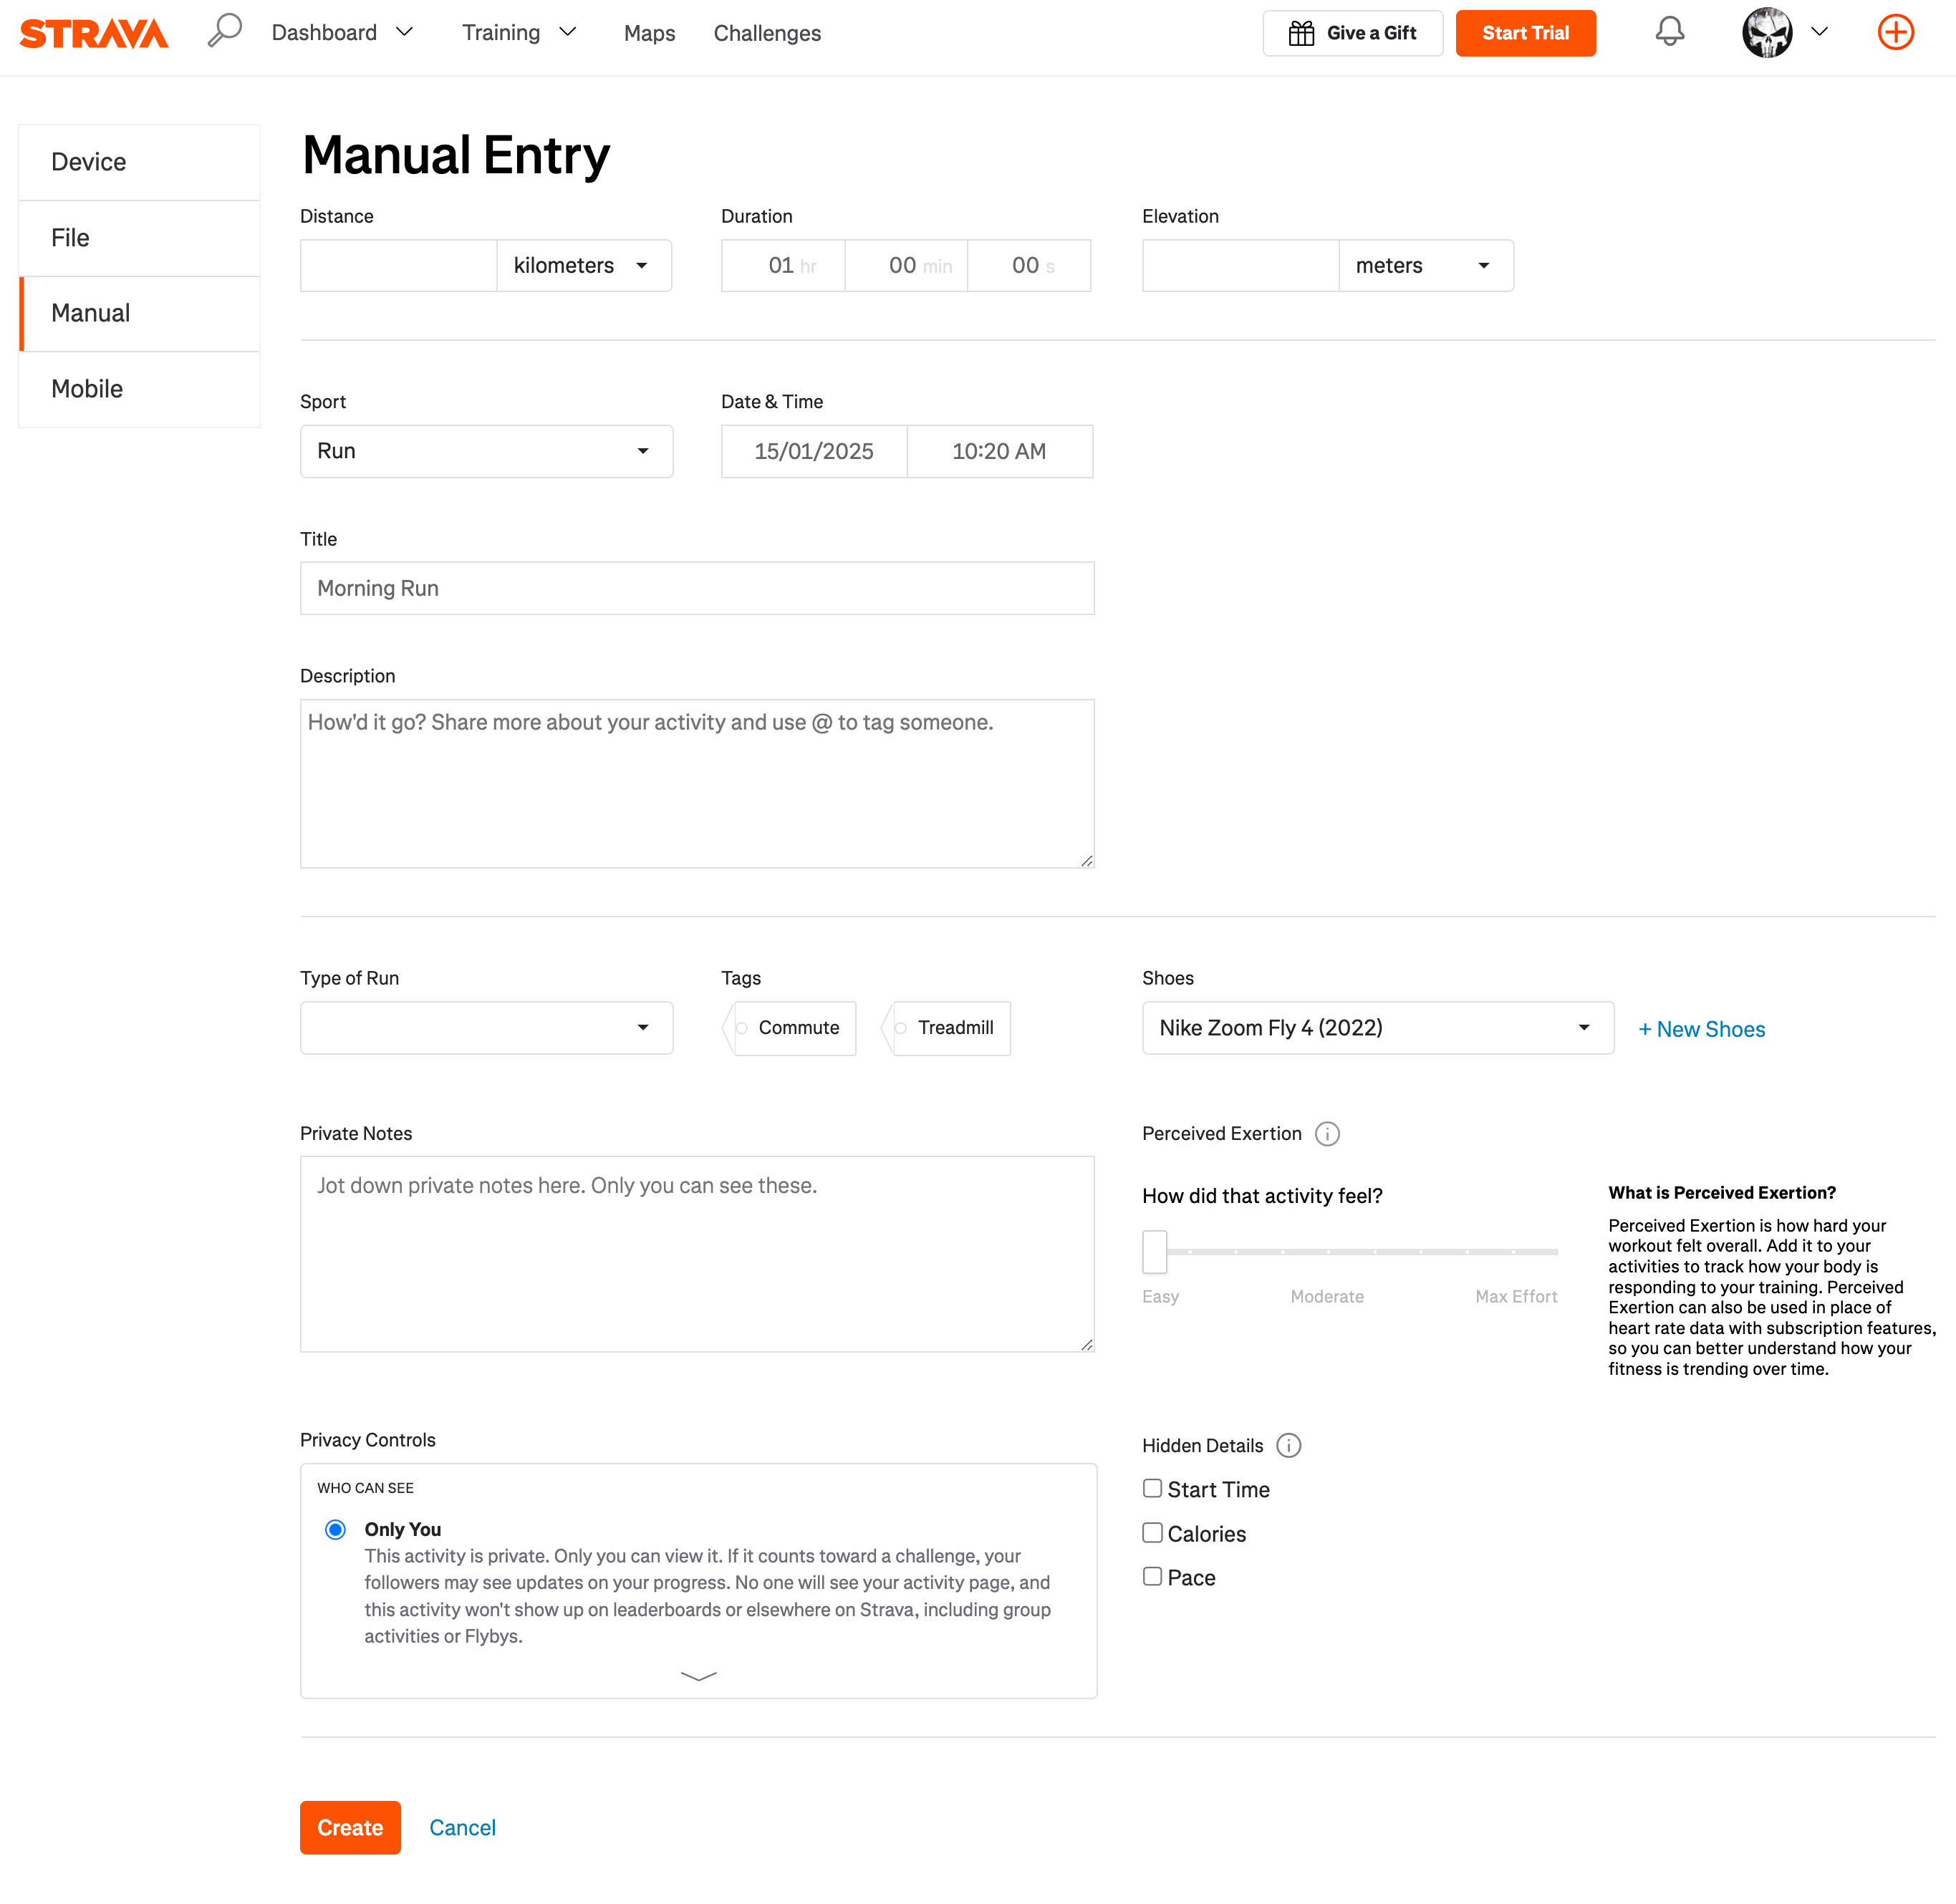 STRAVA
Dashboard
Training
Maps
Challenges
Give a Gift
Start Trial
Device
File
Manual
Mobile
Manual Entry
Distance
Duration
Elevation
kilometers
01 hr
00 min
00 s
meters
Sport
Date & Time
Run
15/01/2025
10:20 AM
Title
Morning Run
Description
How'd it go? Share more about your activity and use @ to tag someone.
Type of Run
Tags
Shoes
Commute
Treadmill
Nike Zoom Fly 4 (2022)
+ New Shoes
Private Notes
Jot down private notes here. Only you can see these.
Perceived Exertion
How did that activity feel?
Easy
Moderate
Max Effort
What is Perceived Exertion?
Perceived Exertion is how hard your
workout felt overall. Add it to your
activities to track how your body is
responding to your training. Perceived
Exertion can also be used in place of
heart rate data with subscription features,
so you can better understand how your
fitness is trending over time.
Privacy Controls
WHO CAN SEE
Only You
This activity is private. Only you can view it. If it counts toward a challenge, your
followers may see updates on your progress. No one will see your activity page, and
this activity won't show up on leaderboards or elsewhere on Strava, including group
activities or Flybys.
Hidden Details
Start Time
Calories
Pace
Create
Cancel